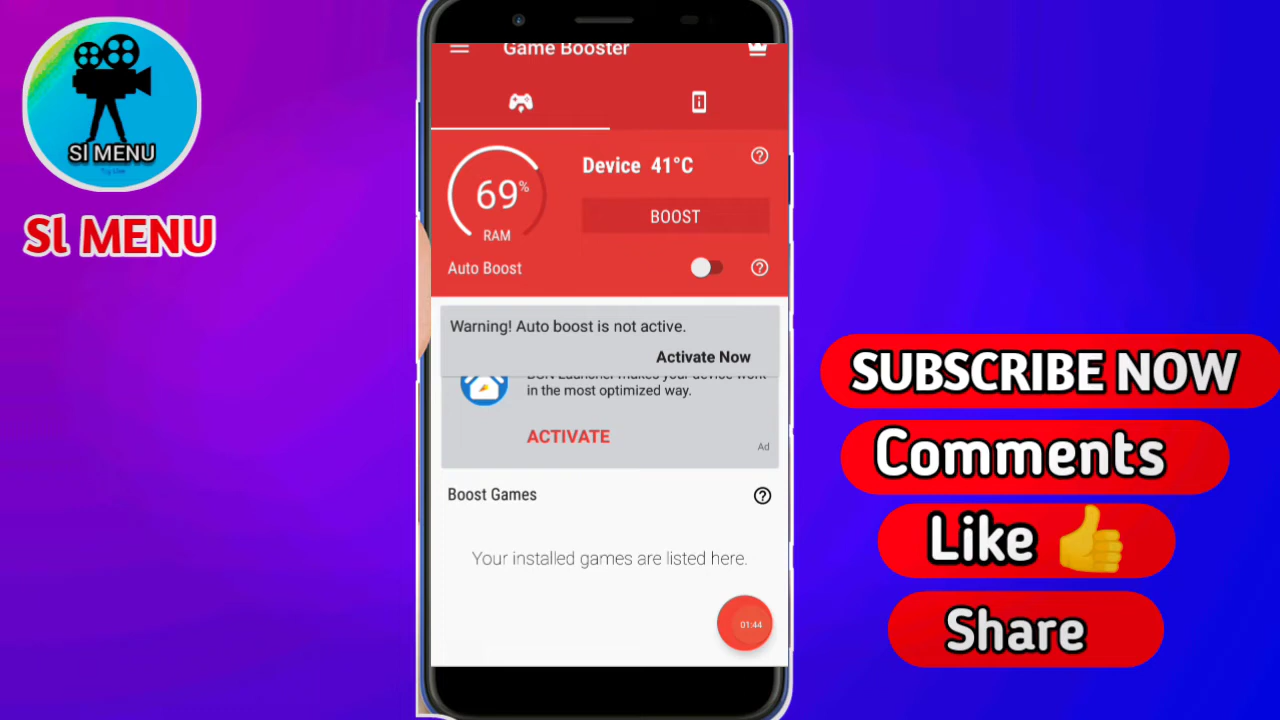 SI MENU
Sl MENU
Game Booster
69%
RAM
Device 41°C
BOOST
Auto Boost
Warning! Auto boost is not active.
Activate Now
in the most optimized way.
ACTIVATE
Ad
Boost Games
Your installed games are listed here.
01:44
SUBSCRIBE NOW
Comments
Like
Share